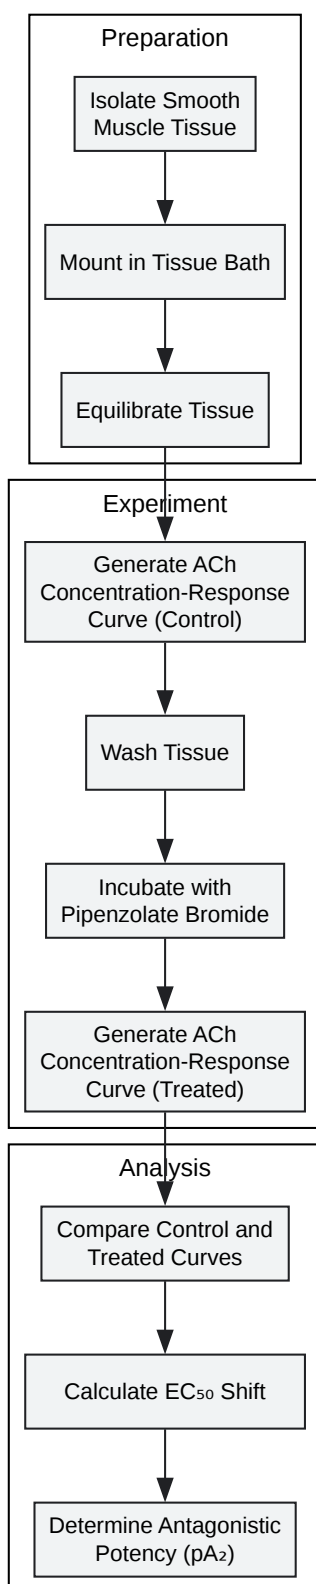 Preparation
Isolate Smooth
Muscle Tissue
Mount in Tissue Bath
Equilibrate Tissue
Experiment
Generate ACh
Concentration-Response
Curve (Control)
Wash Tissue
Incubate with
Pipenzolate Bromide
Generate ACh
Concentration-Response
Curve (Treated)
Analysis
Compare Control and
Treated Curves
Calculate EC₅₀ Shift
Determine Antagonistic
Potency (pA₂)